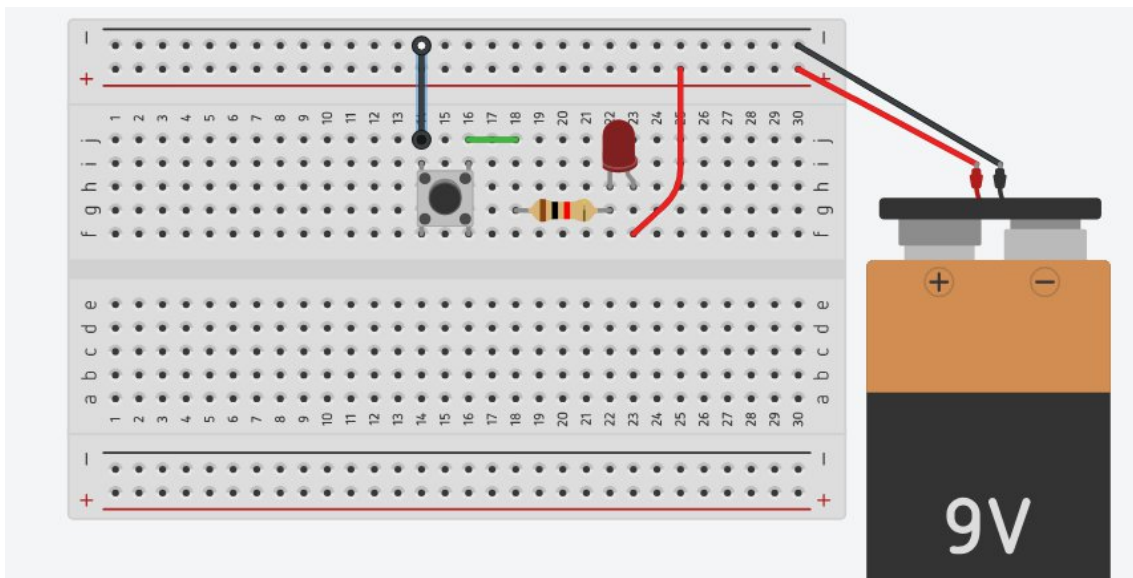 − −
+ +
1 2 3 4 5 6 7 8 9 10 11 12 13 15 16 17 18 19 20 21 22 23 24 25 26 27 28 29 30
j j
i i
h h
g g
f f
+ −
e e
d d
c c
b b
a a
1 2 3 4 5 6 7 8 9 10 11 12 13 14 15 16 17 18 19 20 21 22 23 24 25 26 27 28 29 30
− −
+ +
9V